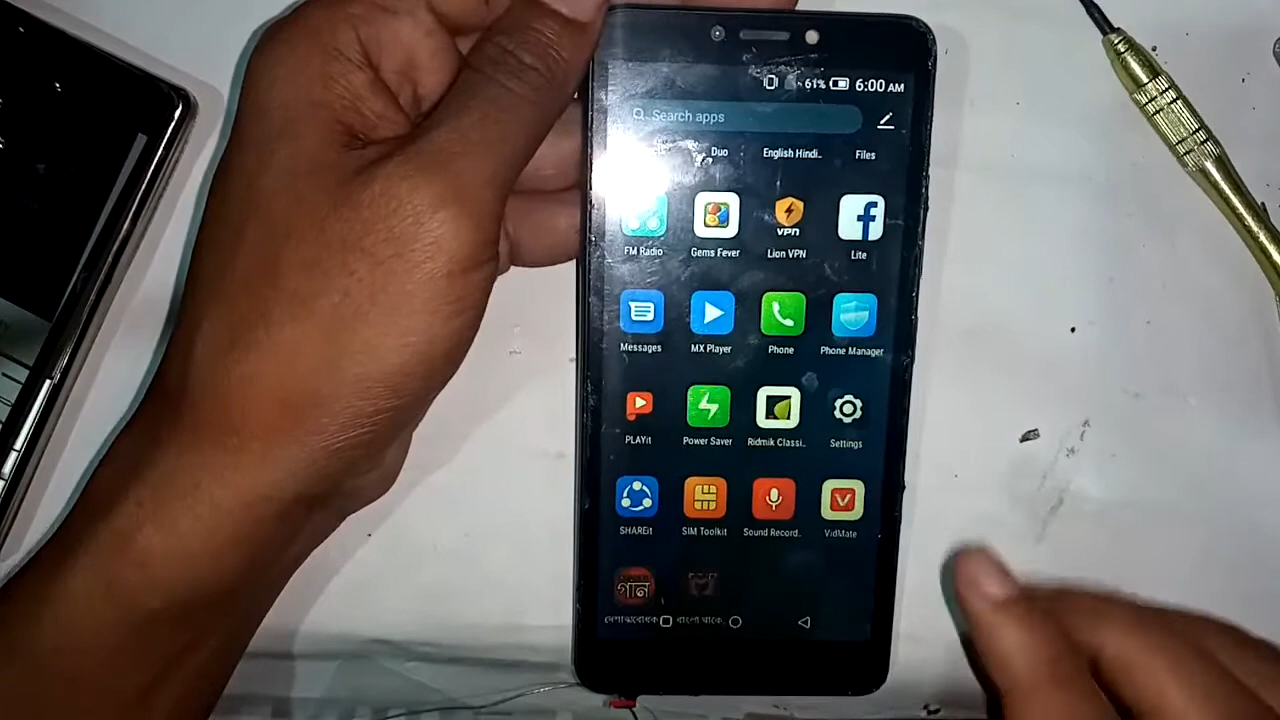 61% 6:00 AM
Search apps
Duo English Hindi.. Files
VPN
FM Radio Gems Fever Lion VPN Lite
Messages MX Player Phone Phone Manager
PLAYit Power Saver Ridmik Classi.. Settings
SHAREit SIM Toolkit Sound Record.. VidMate
গান